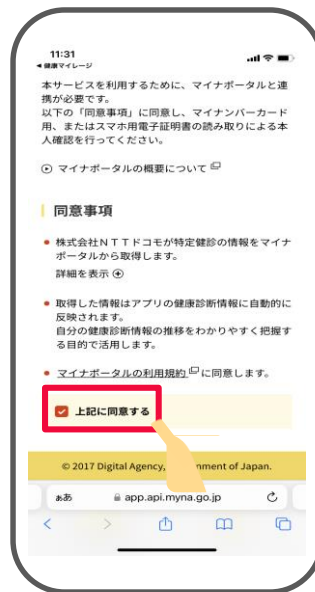 11:31
◀ 健康マイレージ
本サービスを利用するために、マイナポータルと連
携が必要です。
以下の「同意事項」に同意し、マイナンバーカード
用、またはスマホ用電子証明書の読み取りによる本
人確認を行ってください。
マイナポータルの概要について
同意事項
株式会社ＮＴＴドコモが特定健診の情報をマイナ
ポータルから取得します。
詳細を表示
取得した情報はアプリの健康診断情報に自動的に
反映されます。
自分の健康診断情報の推移をわかりやすく把握す
る目的で活用します。
マイナポータルの利用規約に同意します。
上記に同意する
© 2017 Digital Agency, nment of Japan.
ぁあ app.api.myna.go.jp